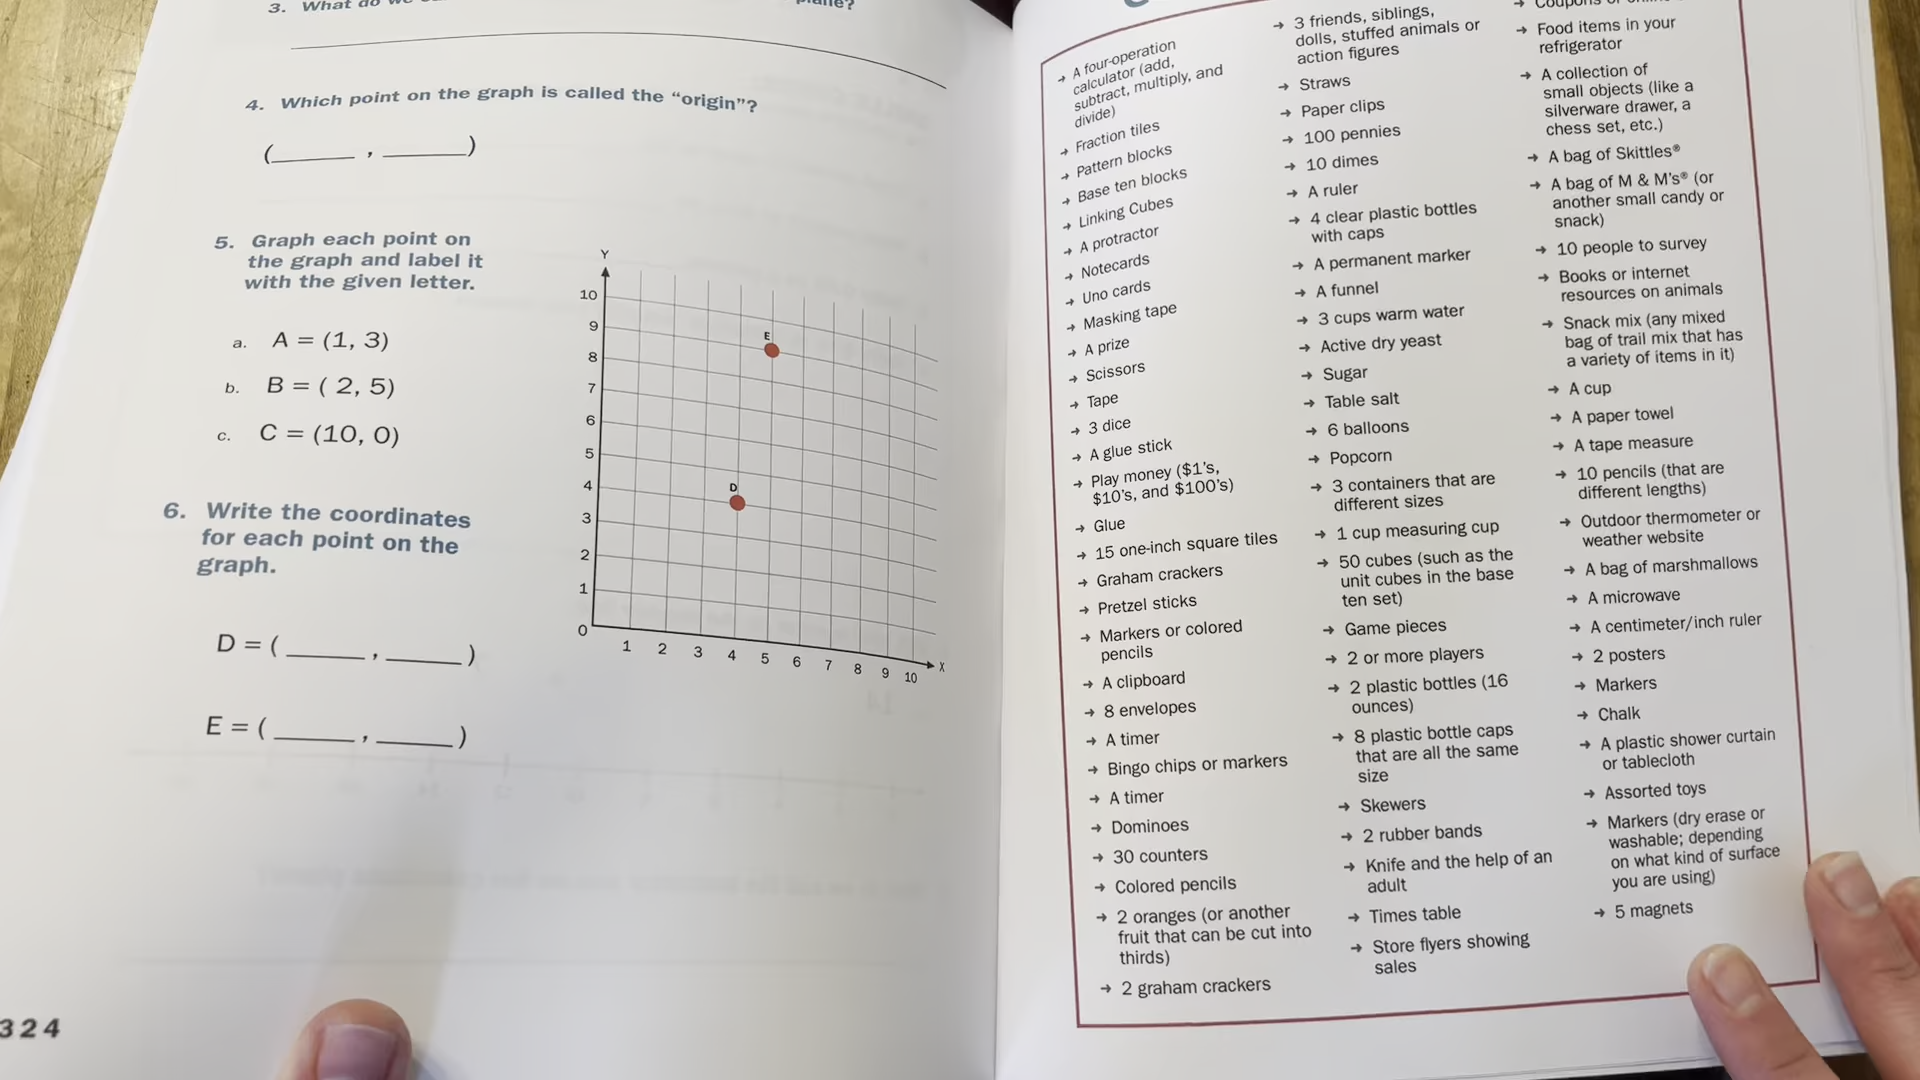 3. What do we
plane?
4. Which point on the graph is called the “origin”?
(_____ , _____)
5. Graph each point on
the graph and label it
with the given letter.
a. A = (1, 3)
b. B = ( 2, 5)
c. C = (10, 0)
6. Write the coordinates
for each point on the
graph.
D = ( _____ , _____ )
E = ( _____ , _____ )
Y
10
9
8
7
6
5
4
3
2
1
0
E
D
1 2 3 4 5 6 7 8 9 10
X
324
→ A four-operation
calculator (add,
subtract, multiply, and
divide)
→ Fraction tiles
→ Pattern blocks
→ Base ten blocks
→ Linking Cubes
→ A protractor
→ Notecards
→ Uno cards
→ Masking tape
→ A prize
→ Scissors
→ Tape
→ 3 dice
→ A glue stick
→ Play money ($1’s,
$10’s, and $100’s)
→ Glue
→ 15 one-inch square tiles
→ Graham crackers
→ Pretzel sticks
→ Markers or colored
pencils
→ A clipboard
→ 8 envelopes
→ A timer
→ Bingo chips or markers
→ A timer
→ Dominoes
→ 30 counters
→ Colored pencils
→ 2 oranges (or another
fruit that can be cut into
thirds)
→ 2 graham crackers
→ 3 friends, siblings,
dolls, stuffed animals or
action figures
→ Straws
→ Paper clips
→ 100 pennies
→ 10 dimes
→ A ruler
→ 4 clear plastic bottles
with caps
→ A permanent marker
→ A funnel
→ 3 cups warm water
→ Active dry yeast
→ Sugar
→ Table salt
→ 6 balloons
→ Popcorn
→ 3 containers that are
different sizes
→ 1 cup measuring cup
→ 50 cubes (such as the
unit cubes in the base
ten set)
→ Game pieces
→ 2 or more players
→ 2 plastic bottles (16
ounces)
→ 8 plastic bottle caps
that are all the same
size
→ Skewers
→ 2 rubber bands
→ Knife and the help of an
adult
→ Times table
→ Store flyers showing
sales
→ Coupons or
→ Food items in your
refrigerator
→ A collection of
small objects (like a
silverware drawer, a
chess set, etc.)
→ A bag of Skittles®
→ A bag of M & M’s® (or
another small candy or
snack)
→ 10 people to survey
→ Books or internet
resources on animals
→ Snack mix (any mixed
bag of trail mix that has
a variety of items in it)
→ A cup
→ A paper towel
→ A tape measure
→ 10 pencils (that are
different lengths)
→ Outdoor thermometer or
weather website
→ A bag of marshmallows
→ A microwave
→ A centimeter/inch ruler
→ 2 posters
→ Markers
→ Chalk
→ A plastic shower curtain
or tablecloth
→ Assorted toys
→ Markers (dry erase or
washable; depending
on what kind of surface
you are using)
→ 5 magnets